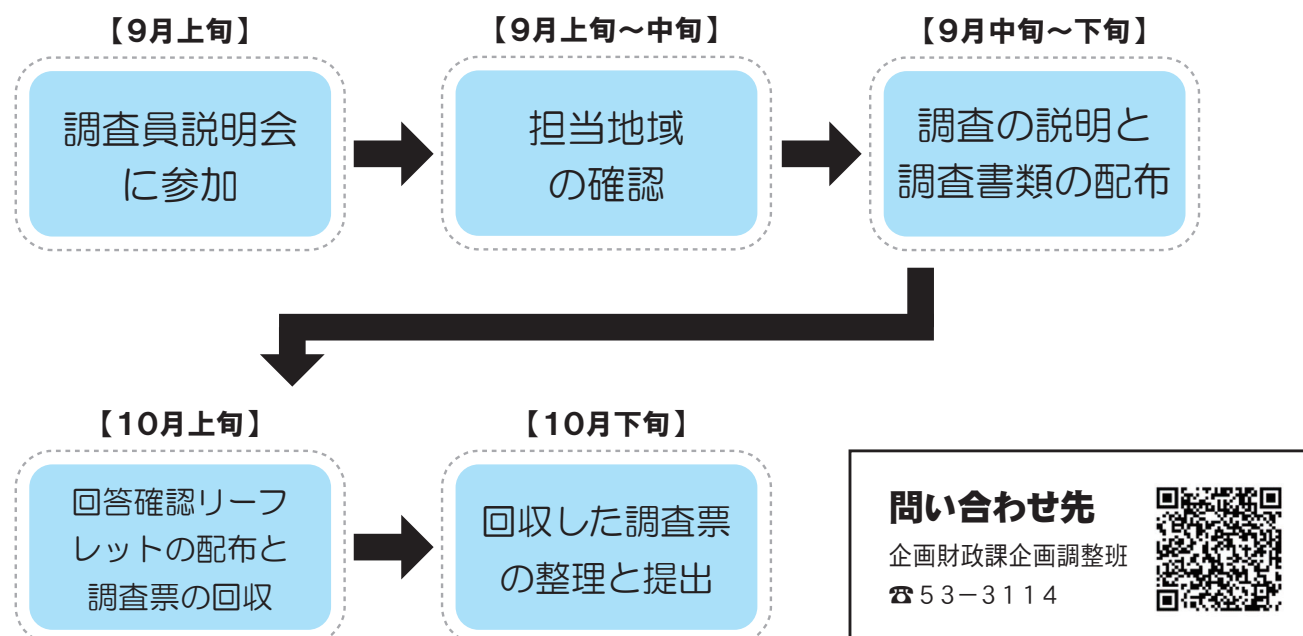 【9月上旬】
調査員説明会
に参加
【9月上旬～中旬】
担当地域
の確認
【9月中旬～下旬】
調査の説明と
調査書類の配布
【10月上旬】
回答確認リーフ
レットの配布と
調査票の回収
【10月下旬】
回収した調査票
の整理と提出
問い合わせ先
企画財政課企画調整班
☎53－3114